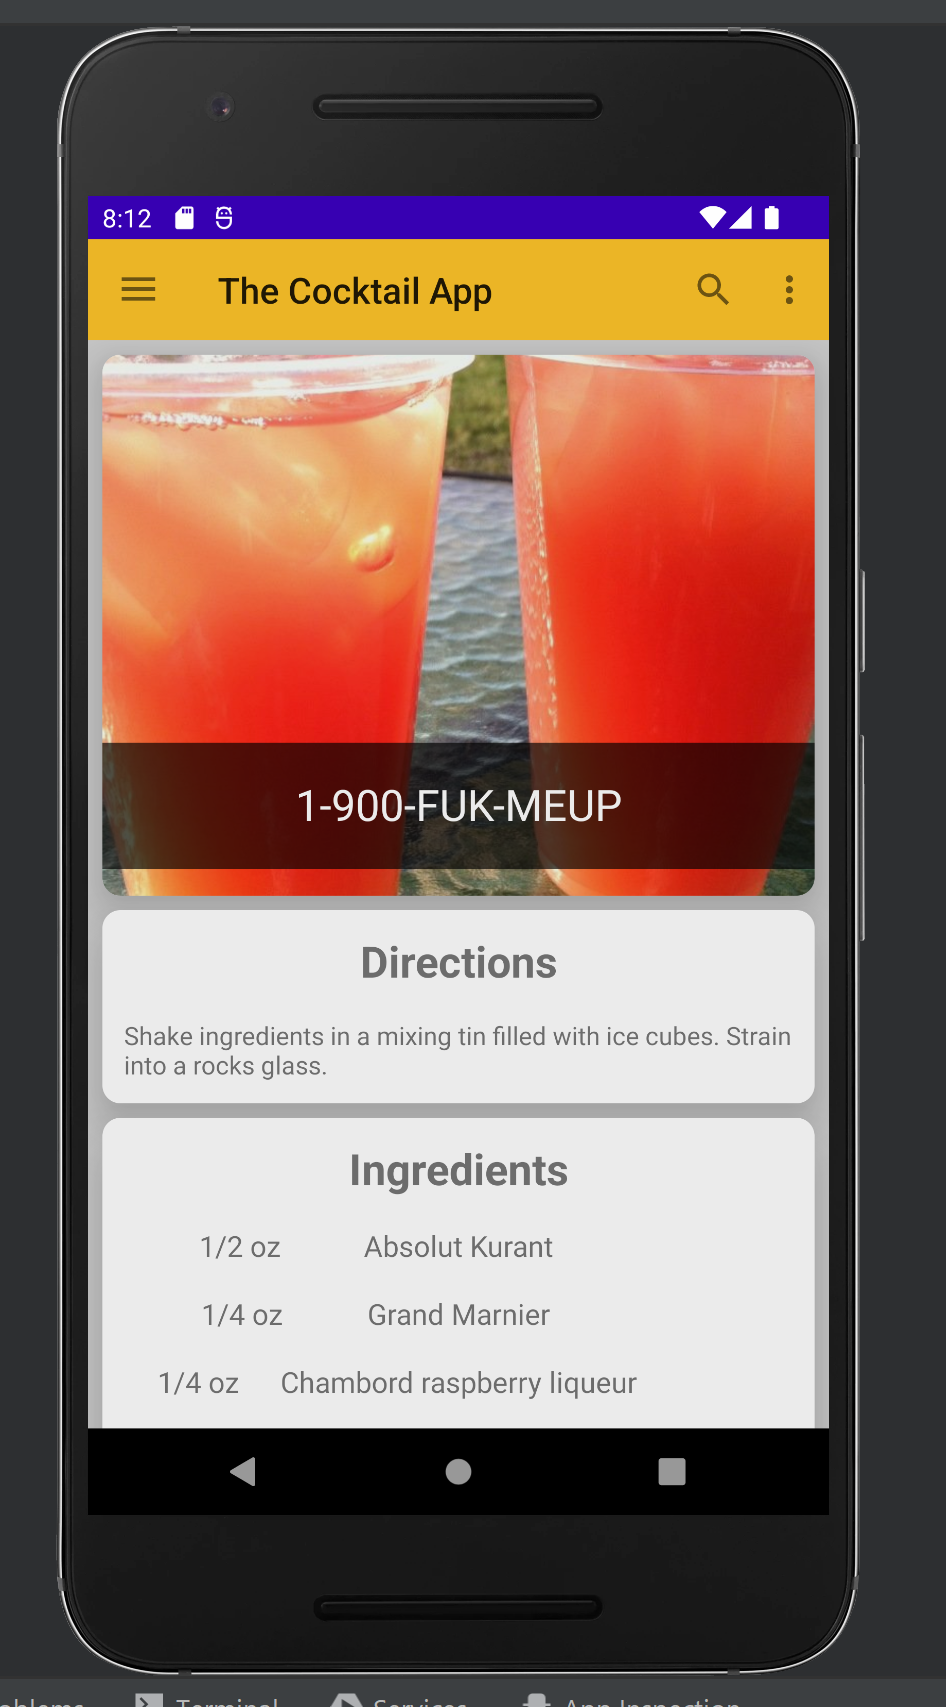 8:12
The Cocktail App
1-900-FUK-MEUP
Directions
Shake ingredients in a mixing tin filled with ice cubes. Strain
into a rocks glass.
Ingredients
1/2 oz Absolut Kurant
1/4 oz Grand Marnier
1/4 oz Chambord raspberry liqueur
Terminal Services App Inspection